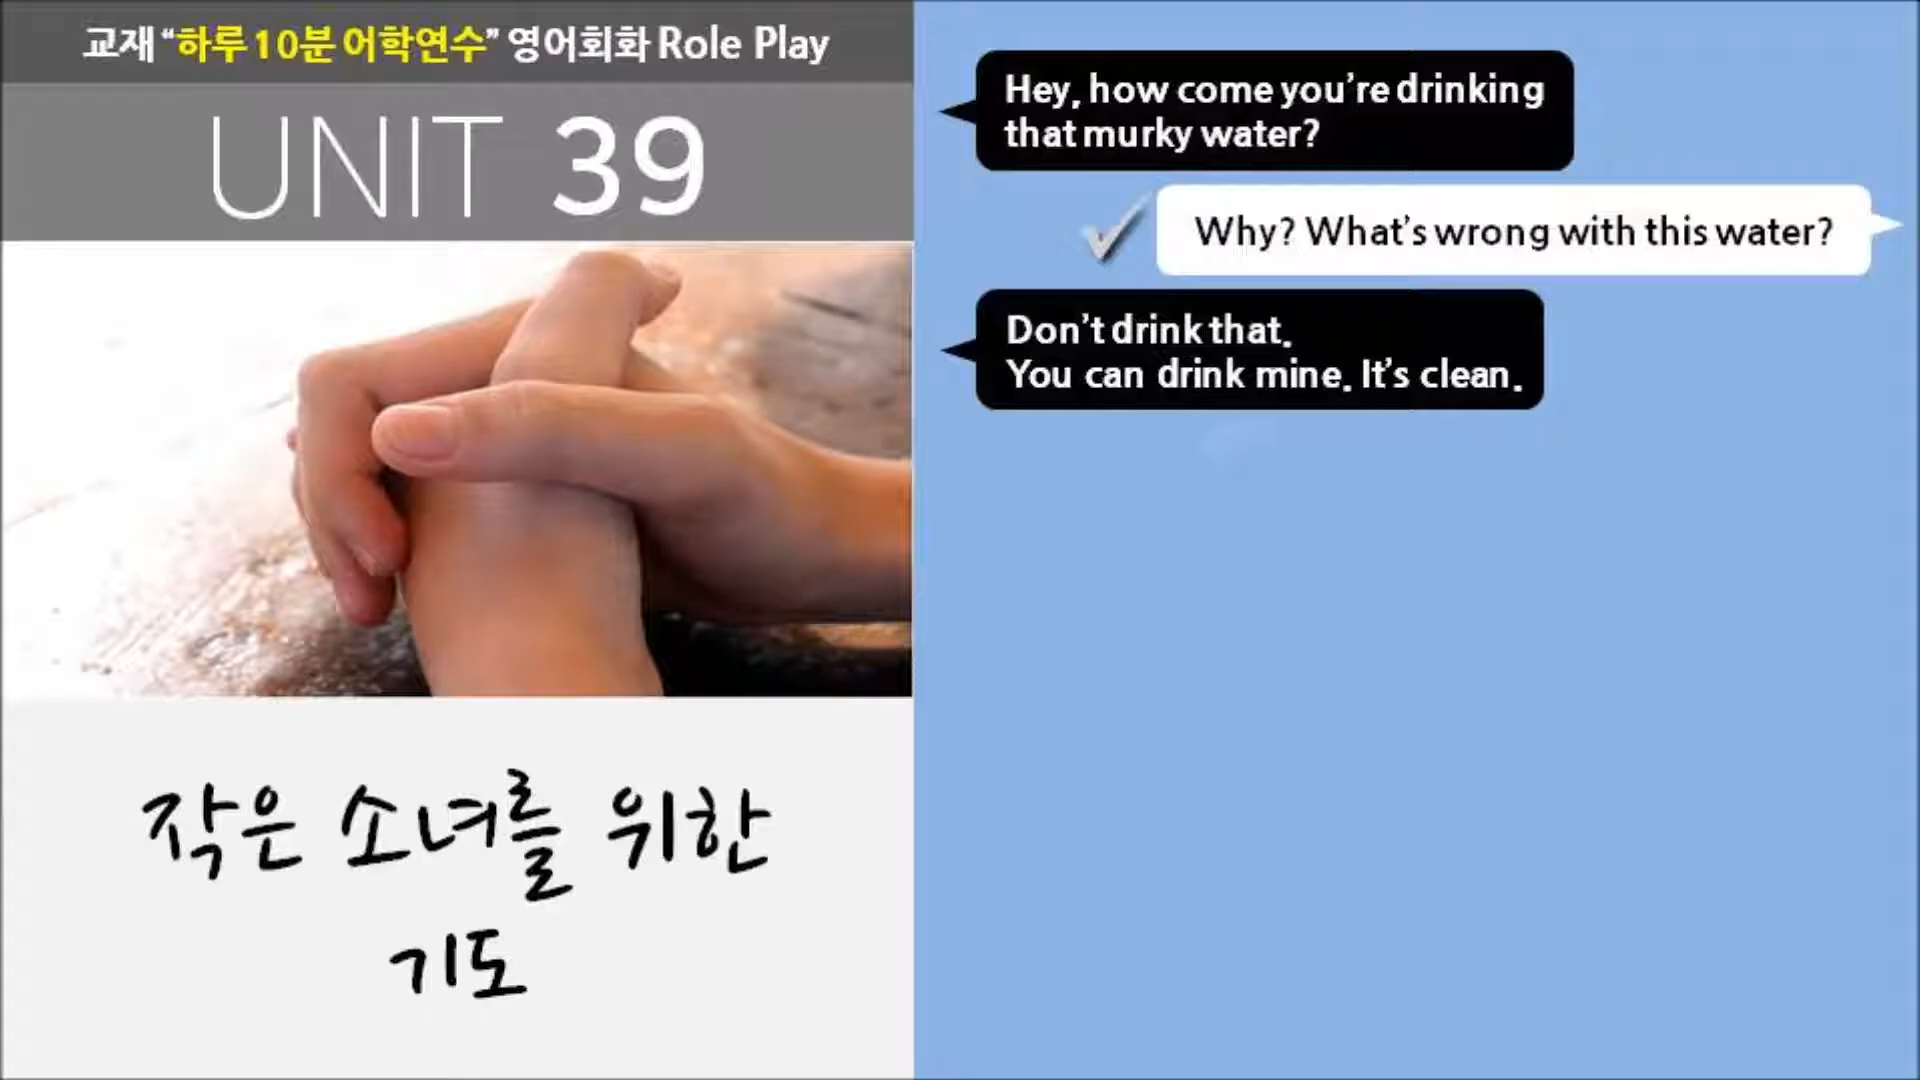 교재 “하루 10분 어학연수” 영어회화 Role Play
UNIT 39
작은 소녀를 위한
기도
Hey, how come you’re drinking
that murky water?
Why? What’s wrong with this water?
Don’t drink that.
You can drink mine. It’s clean.